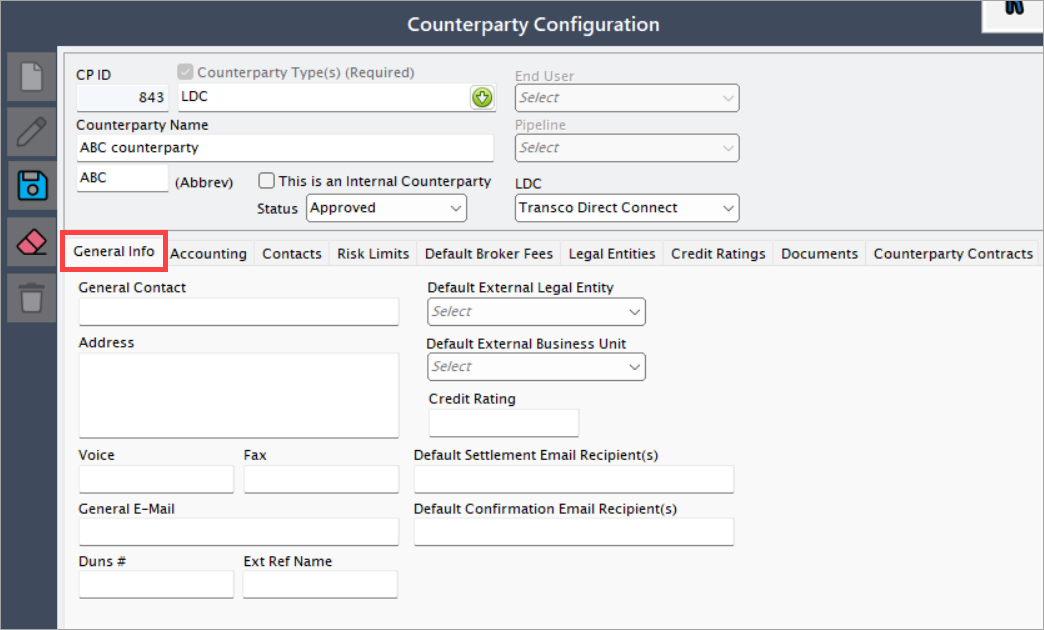 Counterparty Configuration
CP ID
Counterparty Type(s) (Required)
End User
843
LDC
Select
Counterparty Name
Pipeline
ABC counterparty
Select
ABC
(Abbrev)
This is an Internal Counterparty
LDC
Status
Approved
Transco Direct Connect
General Info
Accounting
Contacts
Risk Limits
Default Broker Fees
Legal Entities
Credit Ratings
Documents
Counterparty Contracts
General Contact
Default External Legal Entity
Select
Address
Default External Business Unit
Select
Credit Rating
Voice
Fax
Default Settlement Email Recipient(s)
General E-Mail
Default Confirmation Email Recipient(s)
Duns #
Ext Ref Name